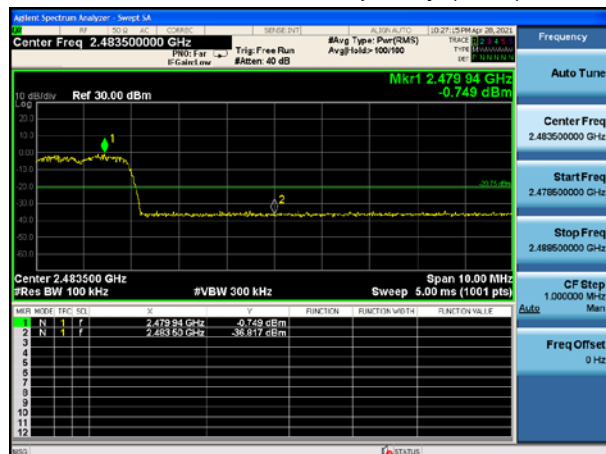 Agilent Spectrum Analyzer - Swept SA
RF 50 Ω AC CORREC SENSE:INT ALIGN AUTO 10:27:15 PM Apr 28, 2021
Center Freq 2.483500000 GHz
PNO: Far
IFGain:Low
Trig: Free Run
#Atten: 40 dB
#Avg Type: Pwr(RMS)
Avg|Hold>100/100
TRACE 1 2 3 4 5 6
TYPE
DET P N N N N N
Frequency
Mkr1 2.479 94 GHz
-0.749 dBm
10 dB/div Ref 30.00 dBm
Log
20.0
10.0
0.00
-10.0
-20.0
-30.0
-40.0
-50.0
-60.0
1
2
-20.75 dBm
Center 2.483500 GHz
Span 10.00 MHz
#Res BW 100 kHz
#VBW 300 kHz
Sweep 5.00 ms (1001 pts)
MKR MODE TRC SCL X Y FUNCTION FUNCTION WIDTH FUNCTION VALUE
1 N 1 f 2.479 94 GHz -0.749 dBm
2 N 1 f 2.483 50 GHz -36.817 dBm
3
4
5
6
7
8
9
10
11
12
MSG
STATUS
Auto Tune
Center Freq
2.483500000 GHz
Start Freq
2.478500000 GHz
Stop Freq
2.488500000 GHz
CF Step
1.000000 MHz
Auto Man
Freq Offset
0 Hz